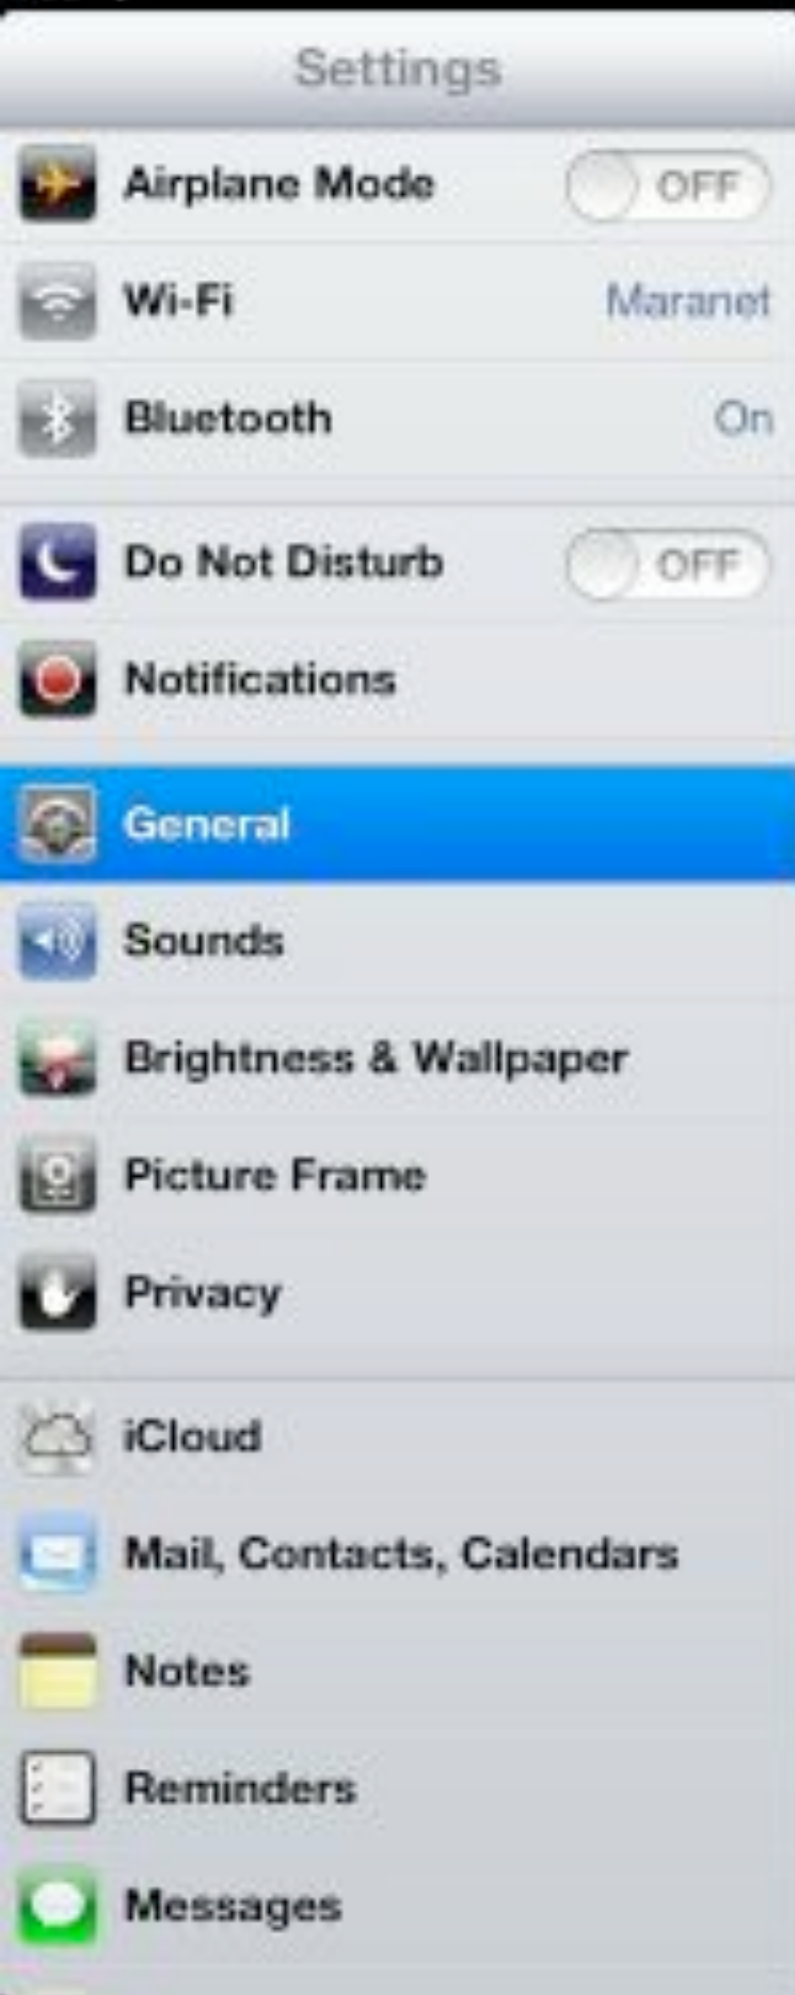 Settings
Airplane Mode OFF
Wi-Fi Maranet
Bluetooth On
Do Not Disturb OFF
Notifications
General
Sounds
Brightness & Wallpaper
Picture Frame
Privacy
iCloud
Mail, Contacts, Calendars
Notes
Reminders
Messages